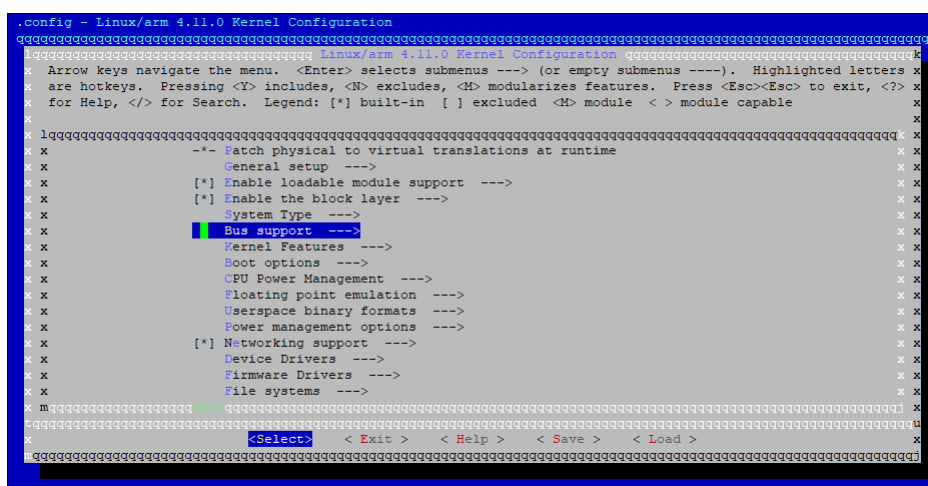 .config - Linux/arm 4.11.0 Kernel Configuration
Linux/arm 4.11.0 Kernel Configuration
Arrow keys navigate the menu. <Enter> selects submenus ---> (or empty submenus ----). Highlighted letters
are hotkeys. Pressing <Y> includes, <N> excludes, <M> modularizes features. Press <Esc><Esc> to exit, <?>
for Help, </> for Search. Legend: [*] built-in [ ] excluded <M> module < > module capable
-*- Patch physical to virtual translations at runtime
General setup --->
[*] Enable loadable module support --->
[*] Enable the block layer --->
System Type --->
Bus support --->
Kernel Features --->
Boot options --->
CPU Power Management --->
Floating point emulation --->
Userspace binary formats --->
Power management options --->
[*] Networking support --->
Device Drivers --->
Firmware Drivers --->
File systems --->
<Select> < Exit > < Help > < Save > < Load >